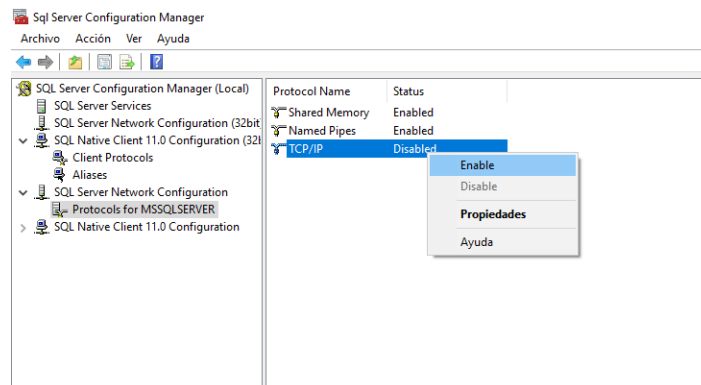 Sql Server Configuration Manager
Archivo Acción Ver Ayuda
SQL Server Configuration Manager (Local)
SQL Server Services
SQL Server Network Configuration (32bit
SQL Native Client 11.0 Configuration (32b
Client Protocols
Aliases
SQL Server Network Configuration
Protocols for MSSQLSERVER
SQL Native Client 11.0 Configuration
Protocol Name Status
Shared Memory Enabled
Named Pipes Enabled
TCP/IP Disabled
Enable
Disable
Propiedades
Ayuda